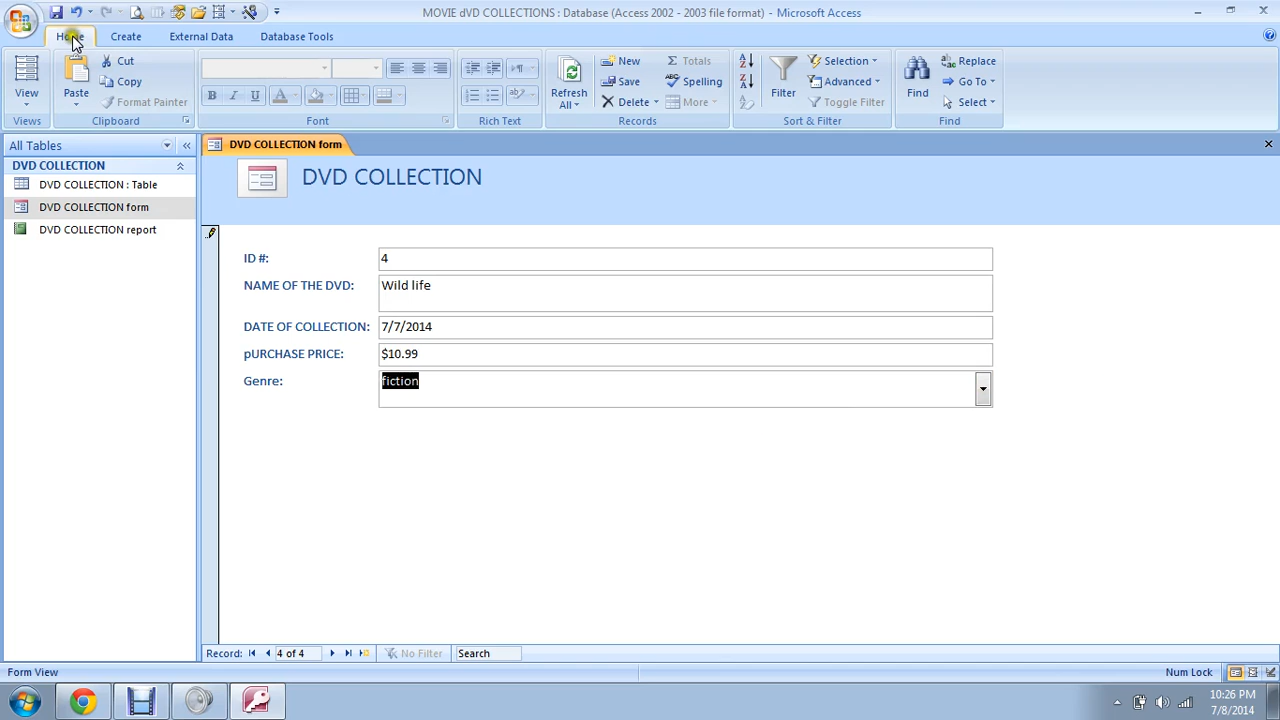 MOVIE dVD COLLECTIONS : Database (Access 2002 - 2003 file format) - Microsoft Access
Home Create External Data Database Tools
View
Views
Paste
Cut
Copy
Format Painter
Clipboard
B I U A
Font
Rich Text
Refresh All
New
Save
Delete
Totals
Spelling
More
Records
Filter
Selection
Advanced
Toggle Filter
Sort & Filter
Find
Replace
Go To
Select
Find
All Tables
DVD COLLECTION
DVD COLLECTION : Table
DVD COLLECTION form
DVD COLLECTION report
DVD COLLECTION form
DVD COLLECTION
ID #: 4
NAME OF THE DVD: Wild life
DATE OF COLLECTION: 7/7/2014
pURCHASE PRICE: $10.99
Genre: fiction
Record: 4 of 4 No Filter Search
Form View
Num Lock
10:26 PM
7/8/2014